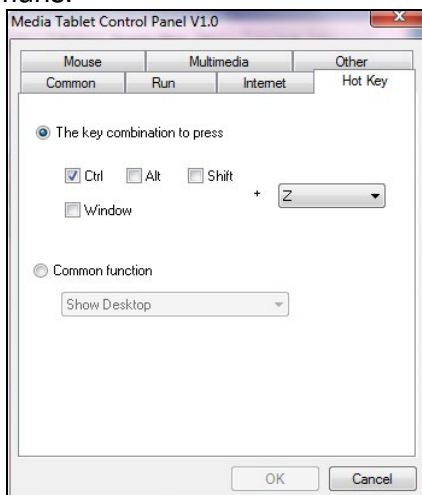 Media Tablet Control Panel V1.0
Mouse Multimedia Other
Common Run Internet Hot Key
The key combination to press
Ctrl Alt Shift
+ Z
Window
Common function
Show Desktop
OK Cancel